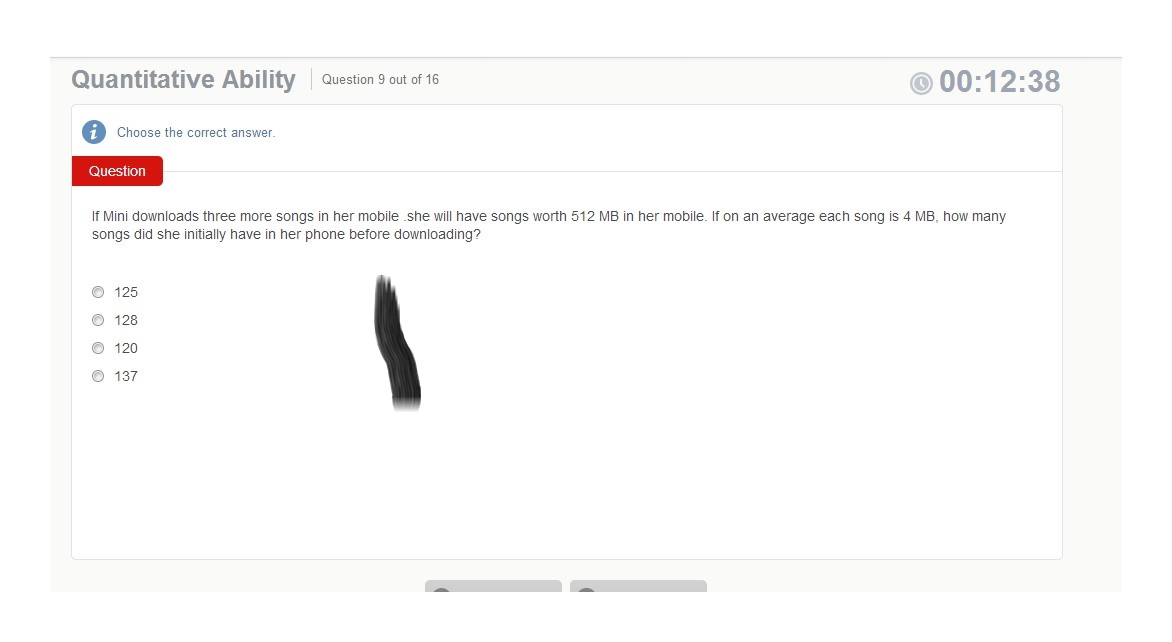 Quantitative Ability
Question 9 out of 16
00:12:38
Choose the correct answer.
Question
If Mini downloads three more songs in her mobile .she will have songs worth 512 MB in her mobile. If on an average each song is 4 MB, how many
songs did she initially have in her phone before downloading?
125
128
120
137